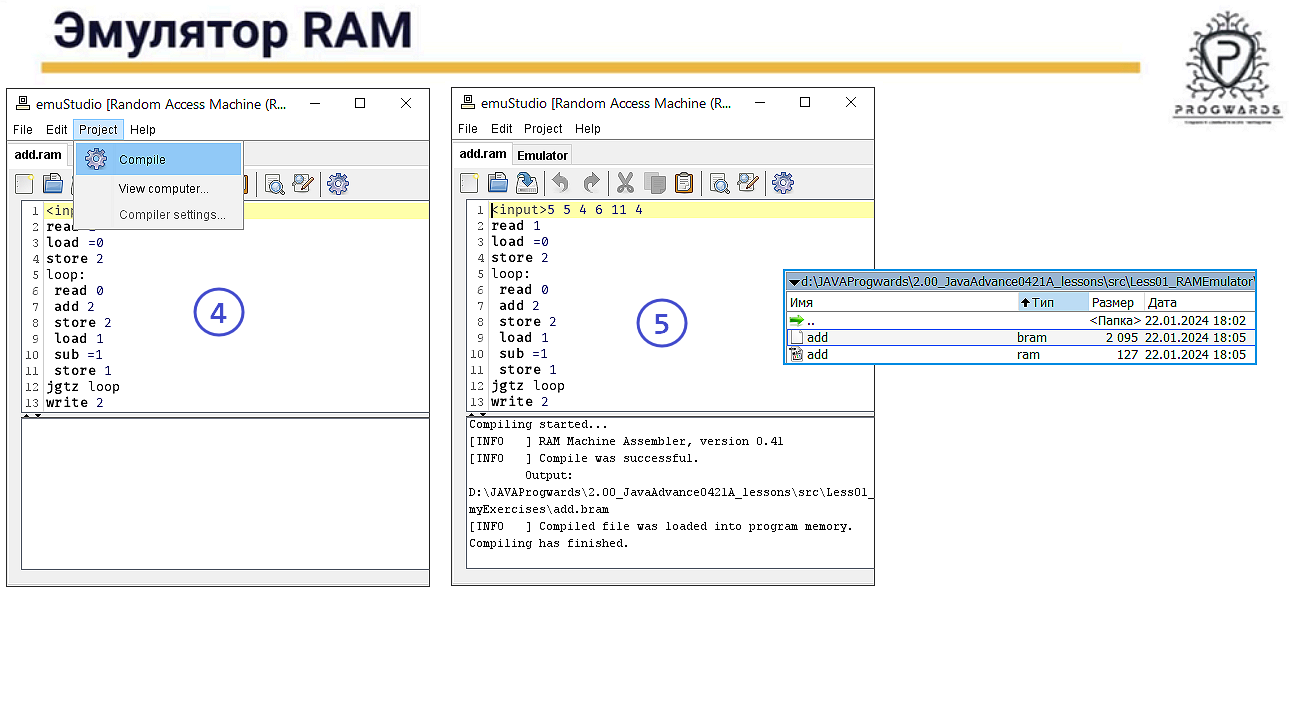 Эмулятор RAM
PROGWARDS
emuStudio [Random Access Machine (R...
File Edit Project Help
add.ram
Compile
View computer...
Compiler settings...
1 <inp
2 read
3 load =0
4 store 2
5 loop:
6 read 0
7 add 2
8 store 2
9 load 1
10 sub =1
11 store 1
12 jgtz loop
13 write 2
4
emuStudio [Random Access Machine (R...
File Edit Project Help
add.ram Emulator
1 <input>5 5 4 6 11 4
2 read 1
3 load =0
4 store 2
5 loop:
6 read 0
7 add 2
8 store 2
9 load 1
10 sub =1
11 store 1
12 jgtz loop
13 write 2
5
Compiling started...
[INFO ] RAM Machine Assembler, version 0.41
[INFO ] Compile was successful.
Output:
D:\JAVAProgwards\2.00_JavaAdvance0421A_lessons\src\Less01_
myExercises\add.bram
[INFO ] Compiled file was loaded into program memory.
Compiling has finished.
d:\JAVAProgwards\2.00_JavaAdvance0421A_lessons\src\Less01_RAMEmulator\
Имя Тип Размер Дата
.. <Папка> 22.01.2024 18:02
add bram 2 095 22.01.2024 18:05
add ram 127 22.01.2024 18:05